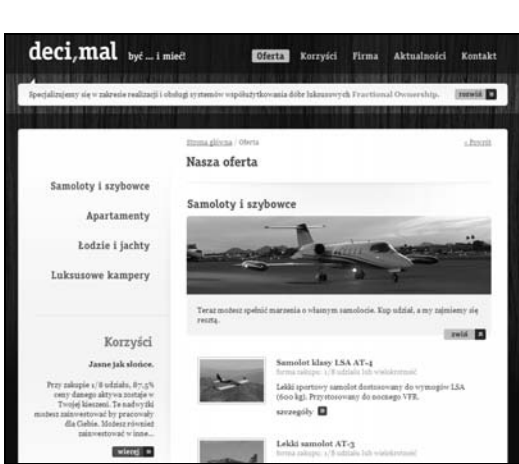 deci,mal być ... i mieć!
Oferta Korzyści Firma Aktualności Kontakt
Specjalizujemy się w zakresie realizacji i obsługi systemów współużytkowania dóbr luksusowych Fractional Ownership. rozwiń
Strona główna / Oferta « Powrót
Nasza oferta
Samoloty i szybowce
Apartamenty
Łodzie i jachty
Luksusowe kampery
Korzyści
Jasne jak słońce.
Przy zakupie 1/8 udziału, 87,5%
ceny danego aktywa zostaje w
Twojej kieszeni. Te nadwyżki
możesz zainwestować by pracowały
dla Ciebie. Możesz również
zainwestować w inne...
więcej
Samoloty i szybowce
Teraz możesz spełnić marzenia o własnym samolocie. Kup udział, a my zajmiemy się
resztą.
zwiń
Samolot klasy LSA AT-4
forma zakupu: 1/8 udziału lub wielokrotność
Lekki sportowy samolot dostosowany do wymogów LSA
(600 kg). Przystosowany do nocnego VFR.
szczegóły
Lekki samolot AT-3
forma zakupu: 1/8 udziału lub wielokrotność